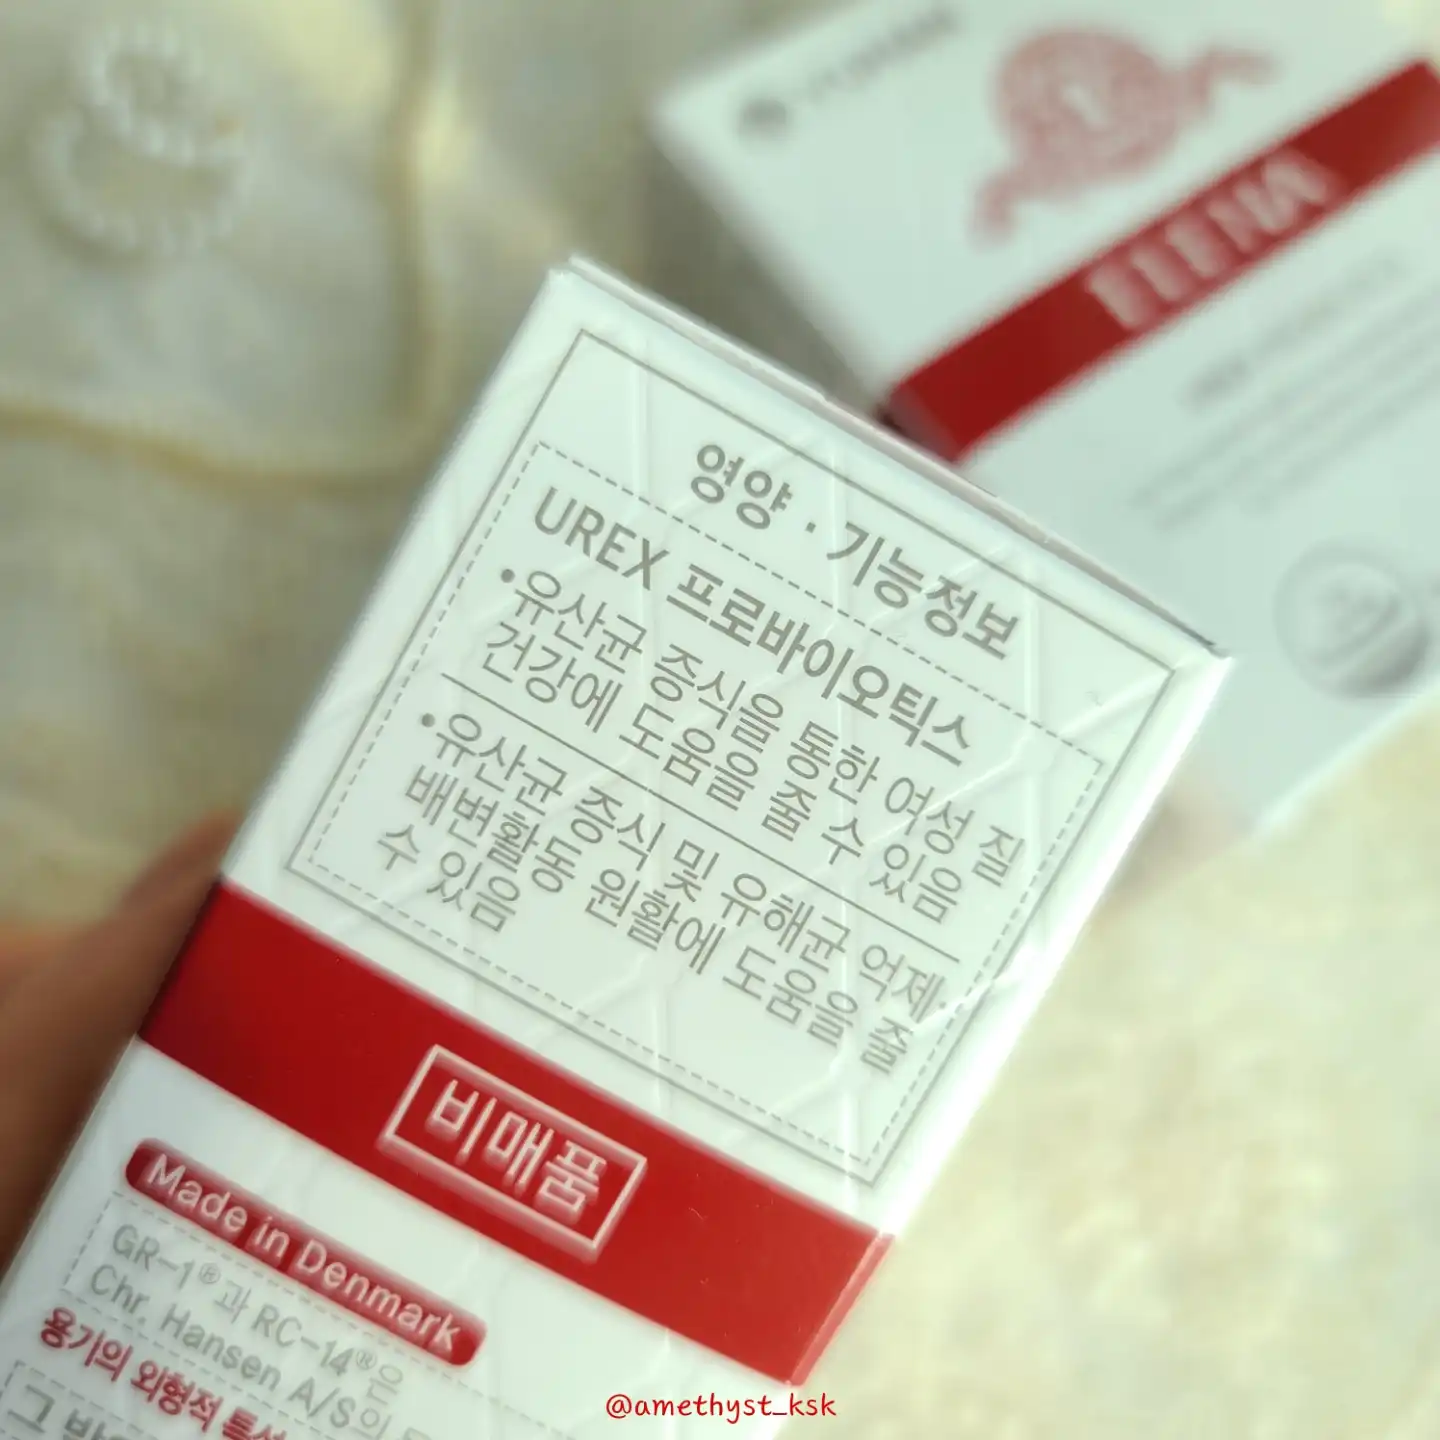 영양 · 기능정보
UREX 프로바이오틱스
•유산균 증식을 통한 여성 질
건강에 도움을 줄 수 있음
•유산균 증식 및 유해균 억제·
배변활동 원활에 도움을 줄
수 있음
비매품
Made in Denmark
GR-1®과 RC-14®은
Chr. Hansen A/S의
용기의 외형적
그
@amethyst_ksk